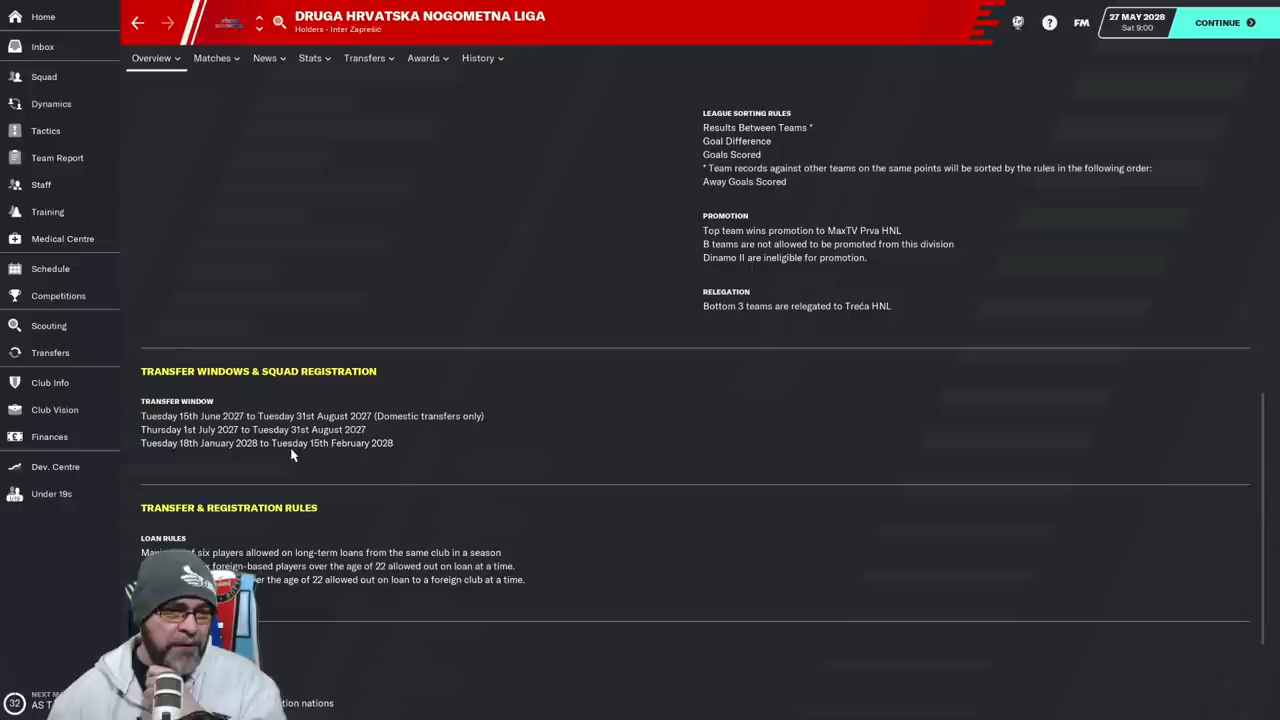 Home
Inbox
Squad
Dynamics
Tactics
Team Report
Staff
Training
Medical Centre
Schedule
Competitions
Scouting
Transfers
Club Info
Club Vision
Finances
Dev. Centre
Under 19s
32
NEXT M
AS T
DRUGA HRVATSKA NOGOMETNA LIGA
Holders - Inter Zaprešić
FM
27 MAY 2028
Sat 9:00
CONTINUE
Overview
Matches
News
Stats
Transfers
Awards
History
LEAGUE SORTING RULES
Results Between Teams *
Goal Difference
Goals Scored
* Team records against other teams on the same points will be sorted by the rules in the following order:
Away Goals Scored
PROMOTION
Top team wins promotion to MaxTV Prva HNL
B teams are not allowed to be promoted from this division
Dinamo II are ineligible for promotion.
RELEGATION
Bottom 3 teams are relegated to Treća HNL
TRANSFER WINDOWS & SQUAD REGISTRATION
TRANSFER WINDOW
Tuesday 15th June 2027 to Tuesday 31st August 2027 (Domestic transfers only)
Thursday 1st July 2027 to Tuesday 31st August 2027
Tuesday 18th January 2028 to Tuesday 15th February 2028
TRANSFER & REGISTRATION RULES
LOAN RULES
of six players allowed on long-term loans from the same club in a season
foreign-based players over the age of 22 allowed out on loan at a time.
er the age of 22 allowed out on loan to a foreign club at a time.
tion nations